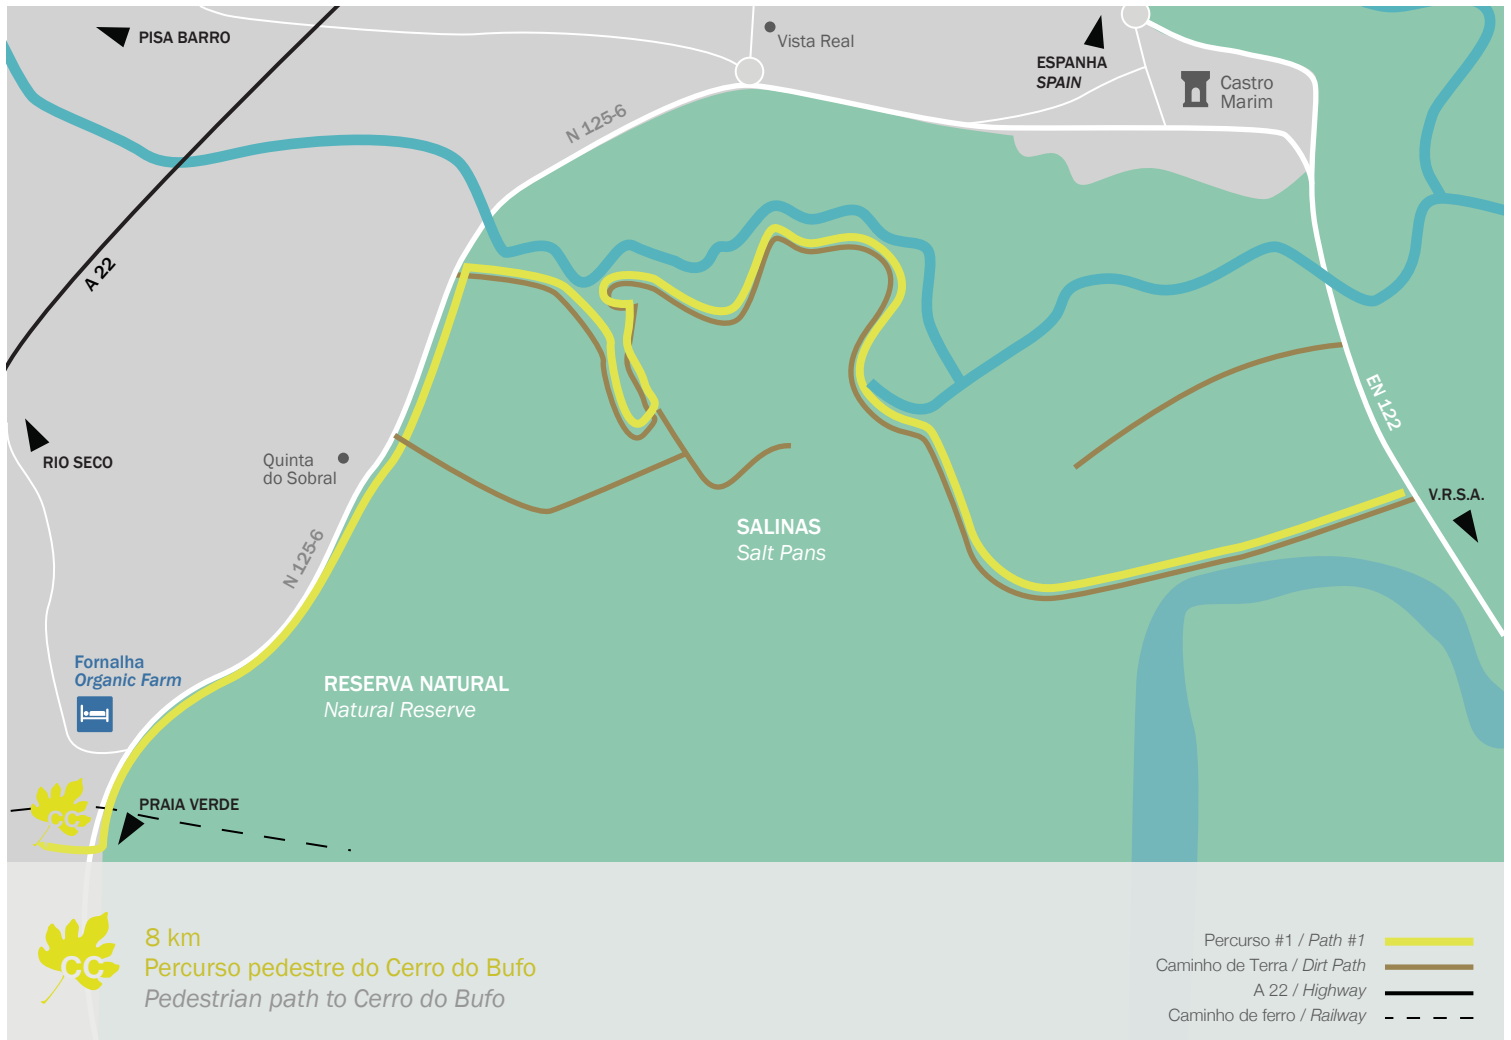 PISA BARRO
Vista Real
ESPANHA
SPAIN
Castro
Marim
N 125-6
A 22
RIO SECO
Quinta
do Sobral
EN 122
V.R.S.A.
SALINAS
Salt Pans
N 125-6
Fornalha
Organic Farm
RESERVA NATURAL
Natural Reserve
PRAIA VERDE
CC
CC
8 km
Percurso pedestre do Cerro do Bufo
Pedestrian path to Cerro do Bufo
Percurso #1 / Path #1
Caminho de Terra / Dirt Path
A 22 / Highway
Caminho de ferro / Railway